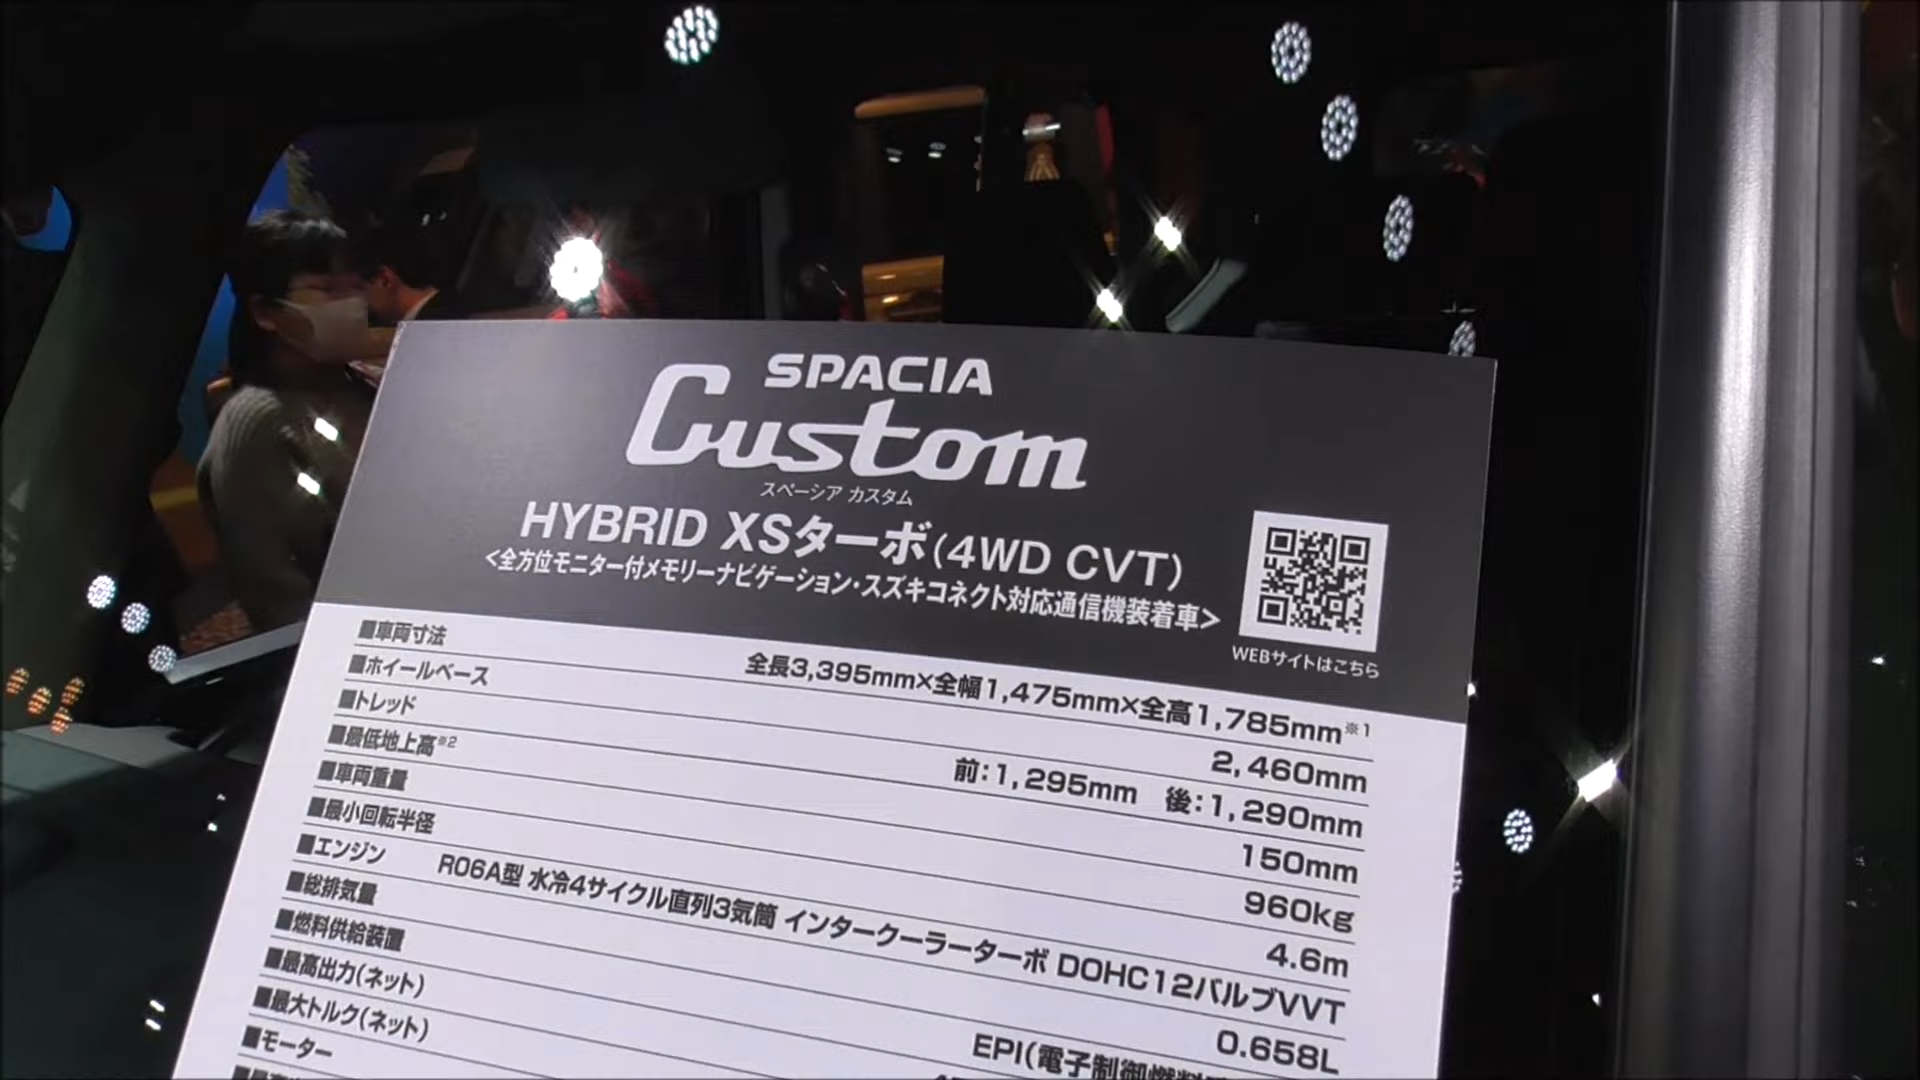 SPACIA
Custom
スペーシア カスタム
HYBRID XSターボ(4WD CVT)
<全方位モニター付メモリーナビゲーション・スズキコネクト対応通信機装着車>
WEBサイトはこちら
■車両寸法 全長3,395mm×全幅1,475mm×全高1,785mm※1
■ホイールベース 2,460mm
■トレッド 前:1,295mm 後:1,290mm
■最低地上高※2 150mm
■車両重量 960kg
■最小回転半径 4.6m
■エンジン R06A型 水冷4サイクル直列3気筒 インタークーラーターボ DOHC12バルブVVT
■総排気量 0.658L
■燃料供給装置 EPI(電子制御燃料
■最高出力(ネット)
■最大トルク(ネット)
■モーター